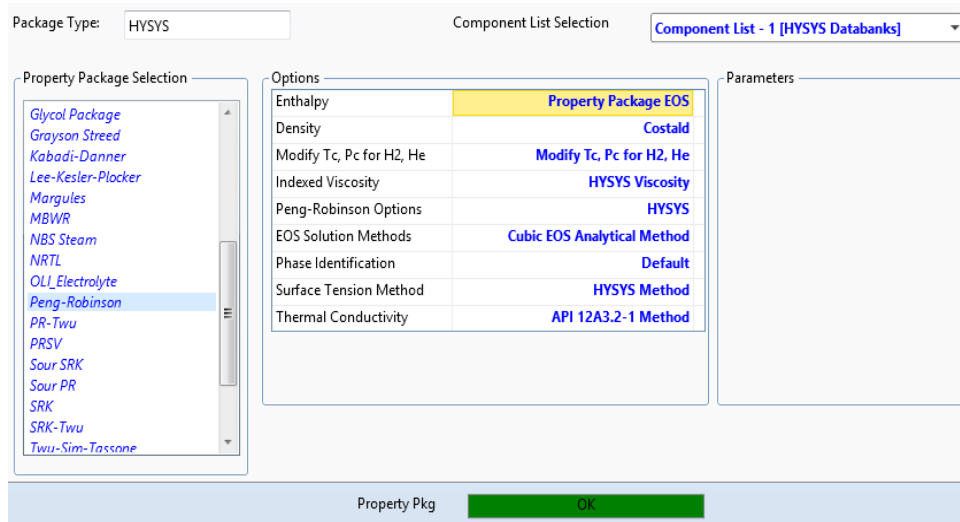 Package Type: HYSYS
Component List Selection Component List - 1 [HYSYS Databanks]
Property Package Selection
Glycol Package
Grayson Streed
Kabadi-Danner
Lee-Kesler-Plocker
Margules
MBWR
NBS Steam
NRTL
OLI_Electrolyte
Peng-Robinson
PR-Twu
PRSV
Sour SRK
Sour PR
SRK
SRK-Twu
Twu-Sim-Tassone
Options
Enthalpy Property Package EOS
Density Costald
Modify Tc, Pc for H2, He Modify Tc, Pc for H2, He
Indexed Viscosity HYSYS Viscosity
Peng-Robinson Options HYSYS
EOS Solution Methods Cubic EOS Analytical Method
Phase Identification Default
Surface Tension Method HYSYS Method
Thermal Conductivity API 12A3.2-1 Method
Parameters
Property Pkg OK